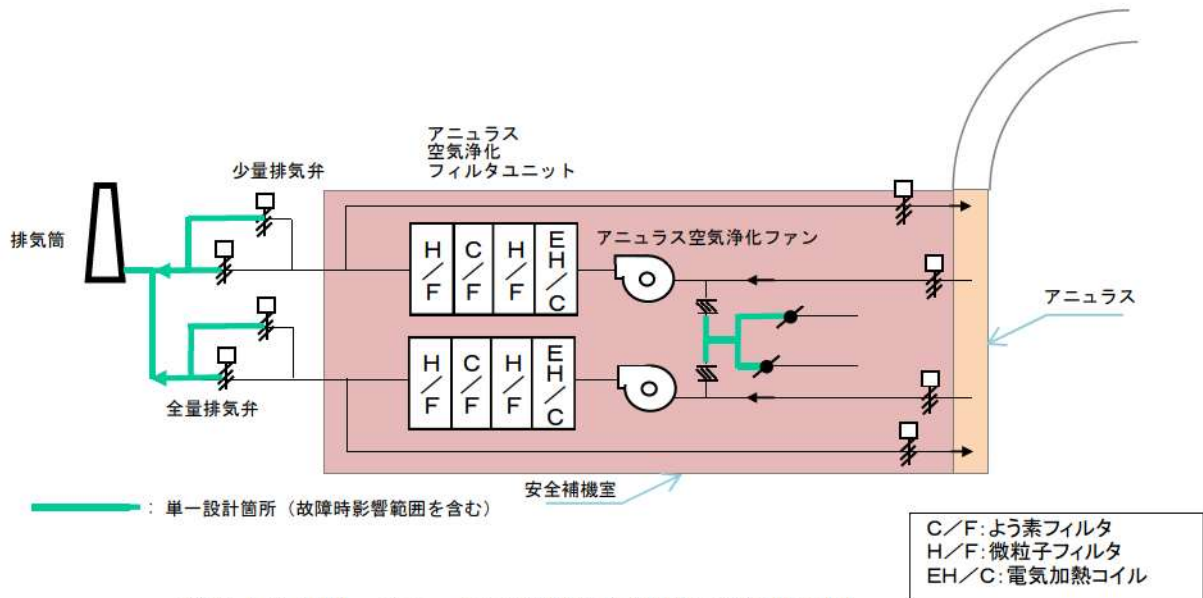 アニュラス
空気浄化
フィルタユニット
少量排気弁
排気筒
アニュラス空気浄化ファン
H/F
C/F
H/F
EH/C
アニュラス
H/F
C/F
H/F
EH/C
全量排気弁
安全補機室
:単一設計箇所(故障時影響範囲を含む)
C/F:よう素フィルタ
H/F:微粒子フィルタ
EH/C:電気加熱コイル